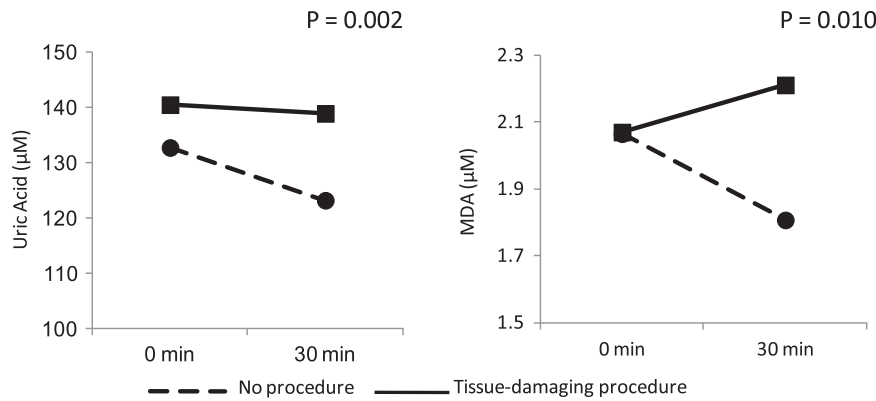 P = 0.002
150
140
130
120
110
100
Uric Acid (μM)
0 min 30 min
P = 0.010
2.3
2.1
1.9
1.7
1.5
MDA (μM)
0 min 30 min
No procedure Tissue-damaging procedure